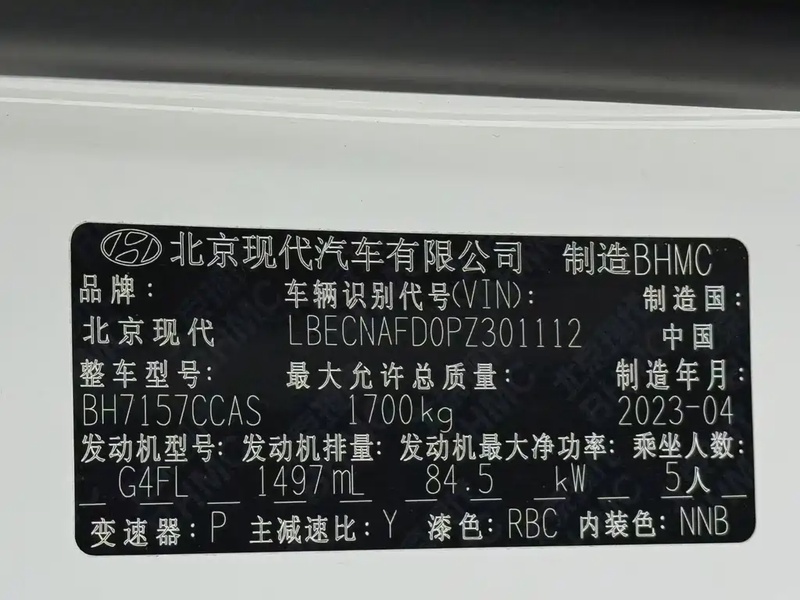 北京现代汽车有限公司 制造BHMC
品牌: 车辆识别代号(VIN): 制造国:
北京现代 LBECNAFD0PZ301112 中国
整车型号: 最大允许总质量: 制造年月:
BH7157CCAS 1700kg 2023-04
发动机型号: 发动机排量: 发动机最大净功率: 乘坐人数:
G4FL 1497mL 84.5 kW 5人
变速器: P 主减速比: Y 漆色: RBC 内装色: NNB